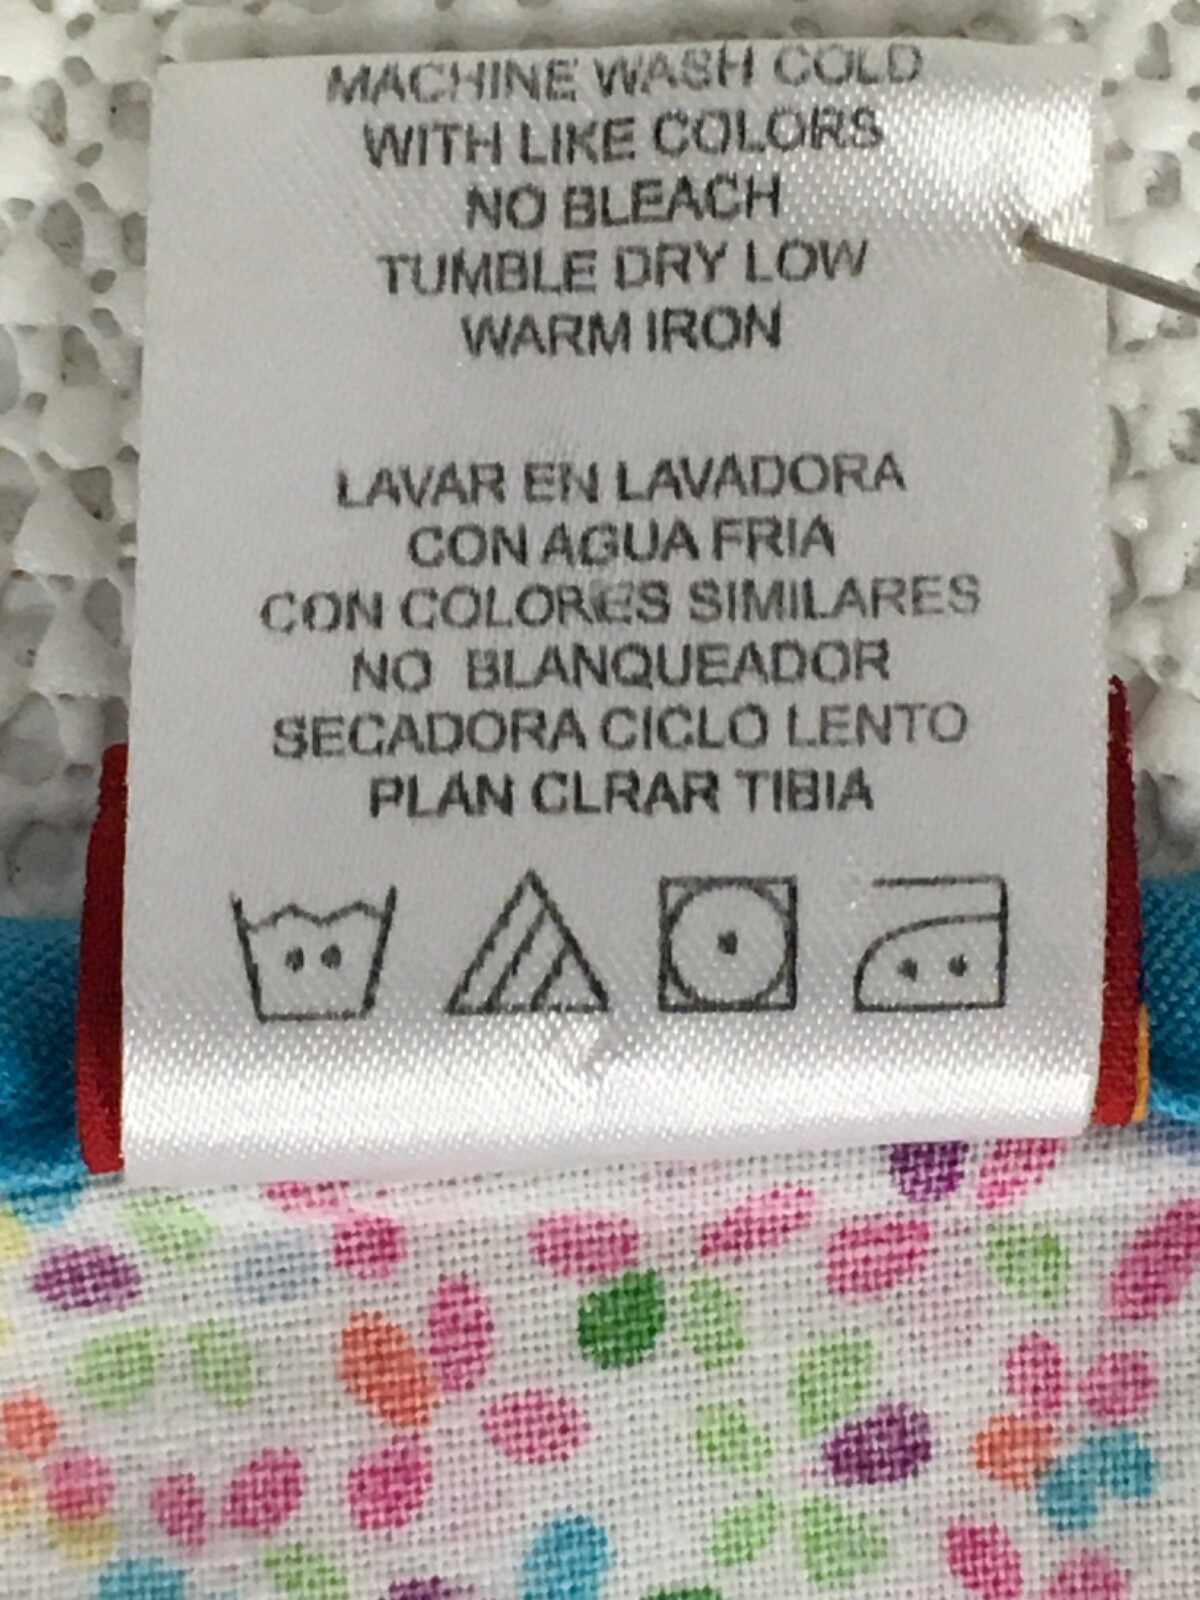 MACHINE WASH COLD
WITH LIKE COLORS
NO BLEACH
TUMBLE DRY LOW
WARM IRON
LAVAR EN LAVADORA
CON AGUA FRIA
CON COLORES SIMILARES
NO BLANQUEADOR
SECADORA CICLO LENTO
PLAN CLRAR TIBIA